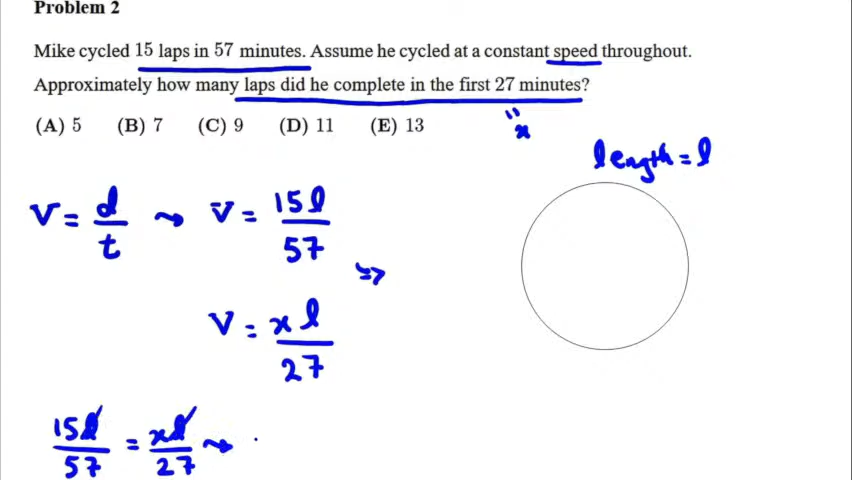 Problem 2
Mike cycled 15 laps in 57 minutes. Assume he cycled at a constant speed throughout.
Approximately how many laps did he complete in the first 27 minutes?
(A) 5 (B) 7 (C) 9 (D) 11 (E) 13
" x
length = l
V = d/t ⇝ V = 15l/57
⇒
V = xl/27
15l/57 = xl/27 ⇝